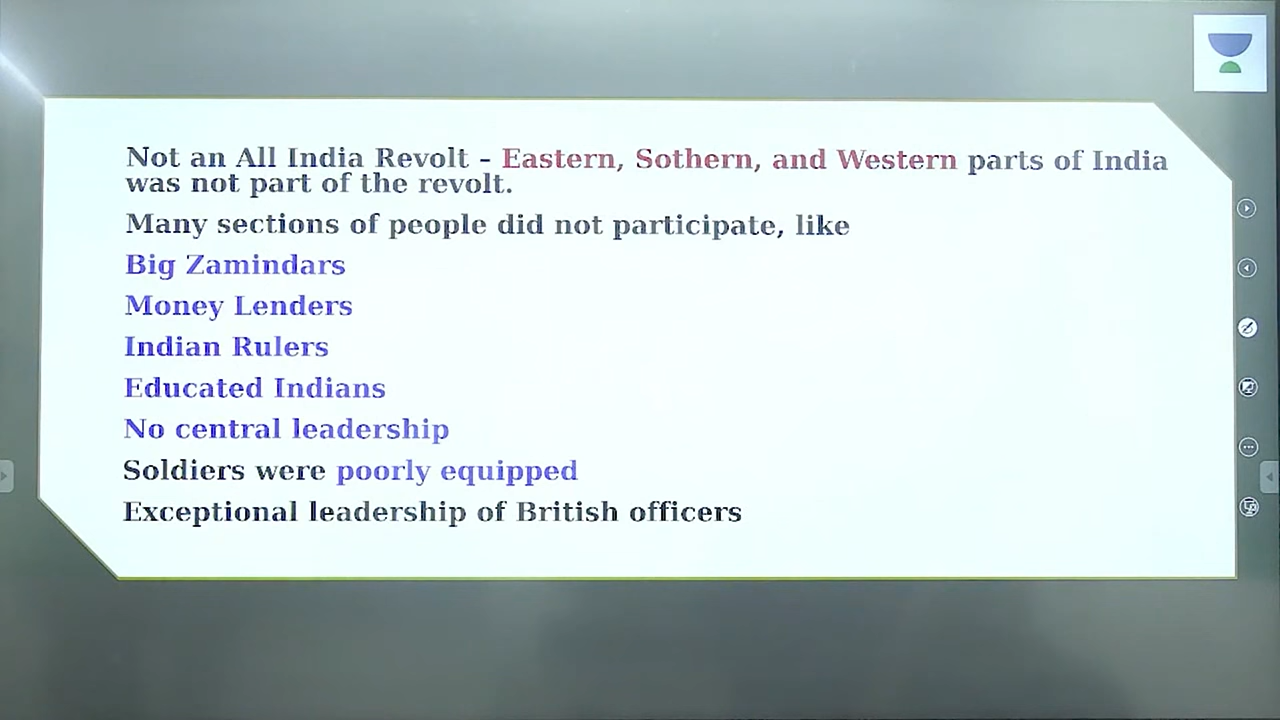 Not an All India Revolt – Eastern, Sothern, and Western parts of India
was not part of the revolt.
Many sections of people did not participate, like
Big Zamindars
Money Lenders
Indian Rulers
Educated Indians
No central leadership
Soldiers were poorly equipped
Exceptional leadership of British officers